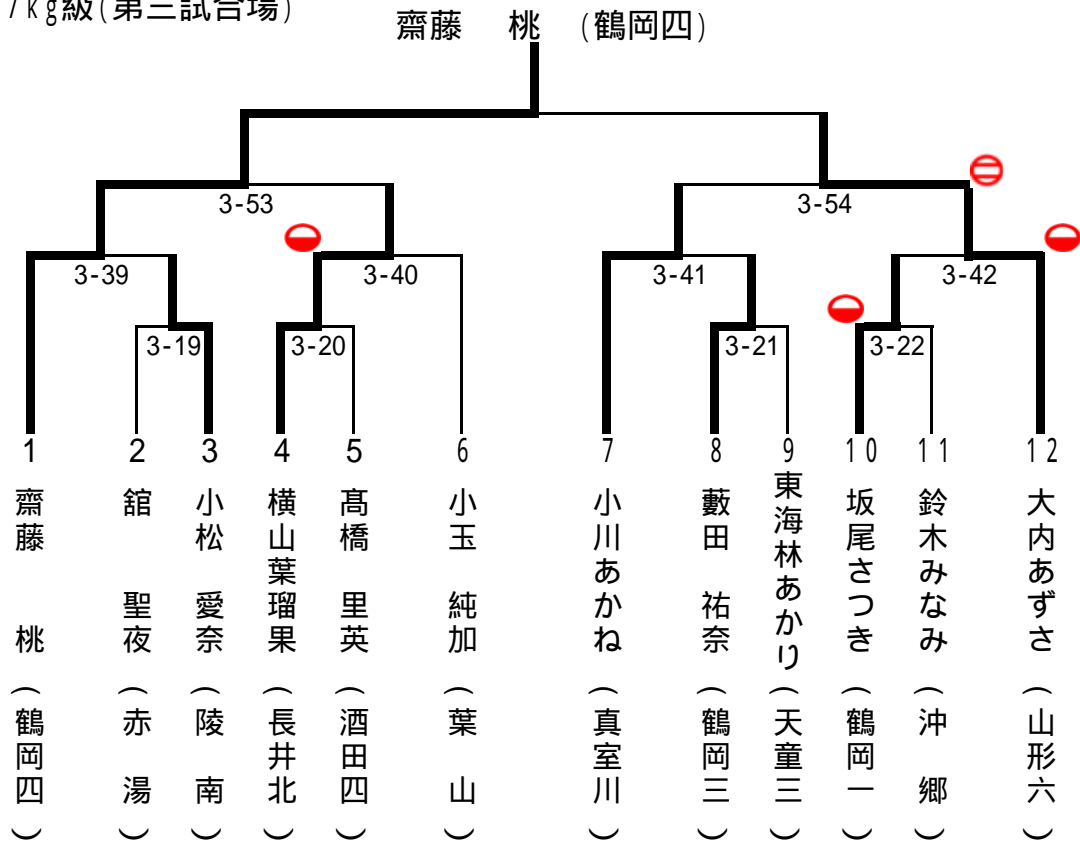 7kg級(第三試合場)
齋藤 桃 (鶴岡四)
3-53
3-54
3-39
3-40
3-41
3-42
3-19
3-20
3-21
3-22
1
2
3
4
5
6
7
8
9
10
11
12
齋藤 桃 (鶴岡四)
舘 聖夜 (赤湯)
小松 愛奈 (陵南)
横山葉瑠果 (長井北)
髙橋 里英 (酒田四)
小玉 純加 (葉山)
小川あかね (真室川)
藪田 祐奈 (鶴岡三)
東海林あかり (天童三)
坂尾さつき (鶴岡一)
鈴木みなみ (沖郷)
大内あずさ (山形六)